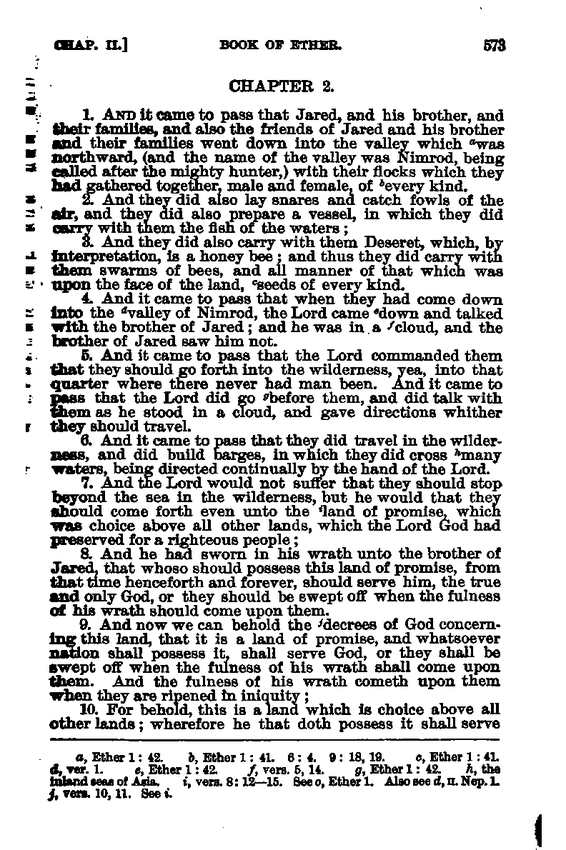 CHAP. II.] BOOK OF ETHER. 573
CHAPTER 2.
1. AND it came to pass that Jared, and his brother, and
their families, and also the friends of Jared and his brother
and their families went down into the valley which ᵃwas
northward, (and the name of the valley was Nimrod, being
called after the mighty hunter,) with their flocks which they
had gathered together, male and female, of ᵇevery kind.
2. And they did also lay snares and catch fowls of the
air, and they did also prepare a vessel, in which they did
carry with them the fish of the waters;
3. And they did also carry with them Deseret, which, by
interpretation, is a honey bee; and thus they did carry with
them swarms of bees, and all manner of that which was
upon the face of the land, ᶜseeds of every kind.
4. And it came to pass that when they had come down
into the ᵈvalley of Nimrod, the Lord came ᵉdown and talked
with the brother of Jared; and he was in a ᶠcloud, and the
brother of Jared saw him not.
5. And it came to pass that the Lord commanded them
that they should go forth into the wilderness, yea, into that
quarter where there never had man been. And it came to
pass that the Lord did go ᵍbefore them, and did talk with
them as he stood in a cloud, and gave directions whither
they should travel.
6. And it came to pass that they did travel in the wilder-
ness, and did build barges, in which they did cross ʰmany
waters, being directed continually by the hand of the Lord.
7. And the Lord would not suffer that they should stop
beyond the sea in the wilderness, but he would that they
should come forth even unto the ⁱland of promise, which
was choice above all other lands, which the Lord God had
preserved for a righteous people;
8. And he had sworn in his wrath unto the brother of
Jared, that whoso should possess this land of promise, from
that time henceforth and forever, should serve him, the true
and only God, or they should be swept off when the fulness
of his wrath should come upon them.
9. And now we can behold the ʲdecrees of God concern-
ing this land, that it is a land of promise, and whatsoever
nation shall possess it, shall serve God, or they shall be
swept off when the fulness of his wrath shall come upon
them. And the fulness of his wrath cometh upon them
when they are ripened in iniquity;
10. For behold, this is a land which is choice above all
other lands; wherefore he that doth possess it shall serve
a, Ether 1: 42. b, Ether 1: 41. 6: 4. 9: 18, 19. c, Ether 1: 41.
d, ver. 1. e, Ether 1: 42. f, vers. 5, 14. g, Ether 1: 42. h, the
inland seas of Asia. i, vers. 8: 12—15. See o, Ether 1. Also see d, II. Nep. 1.
j, vers. 10, 11. See i.